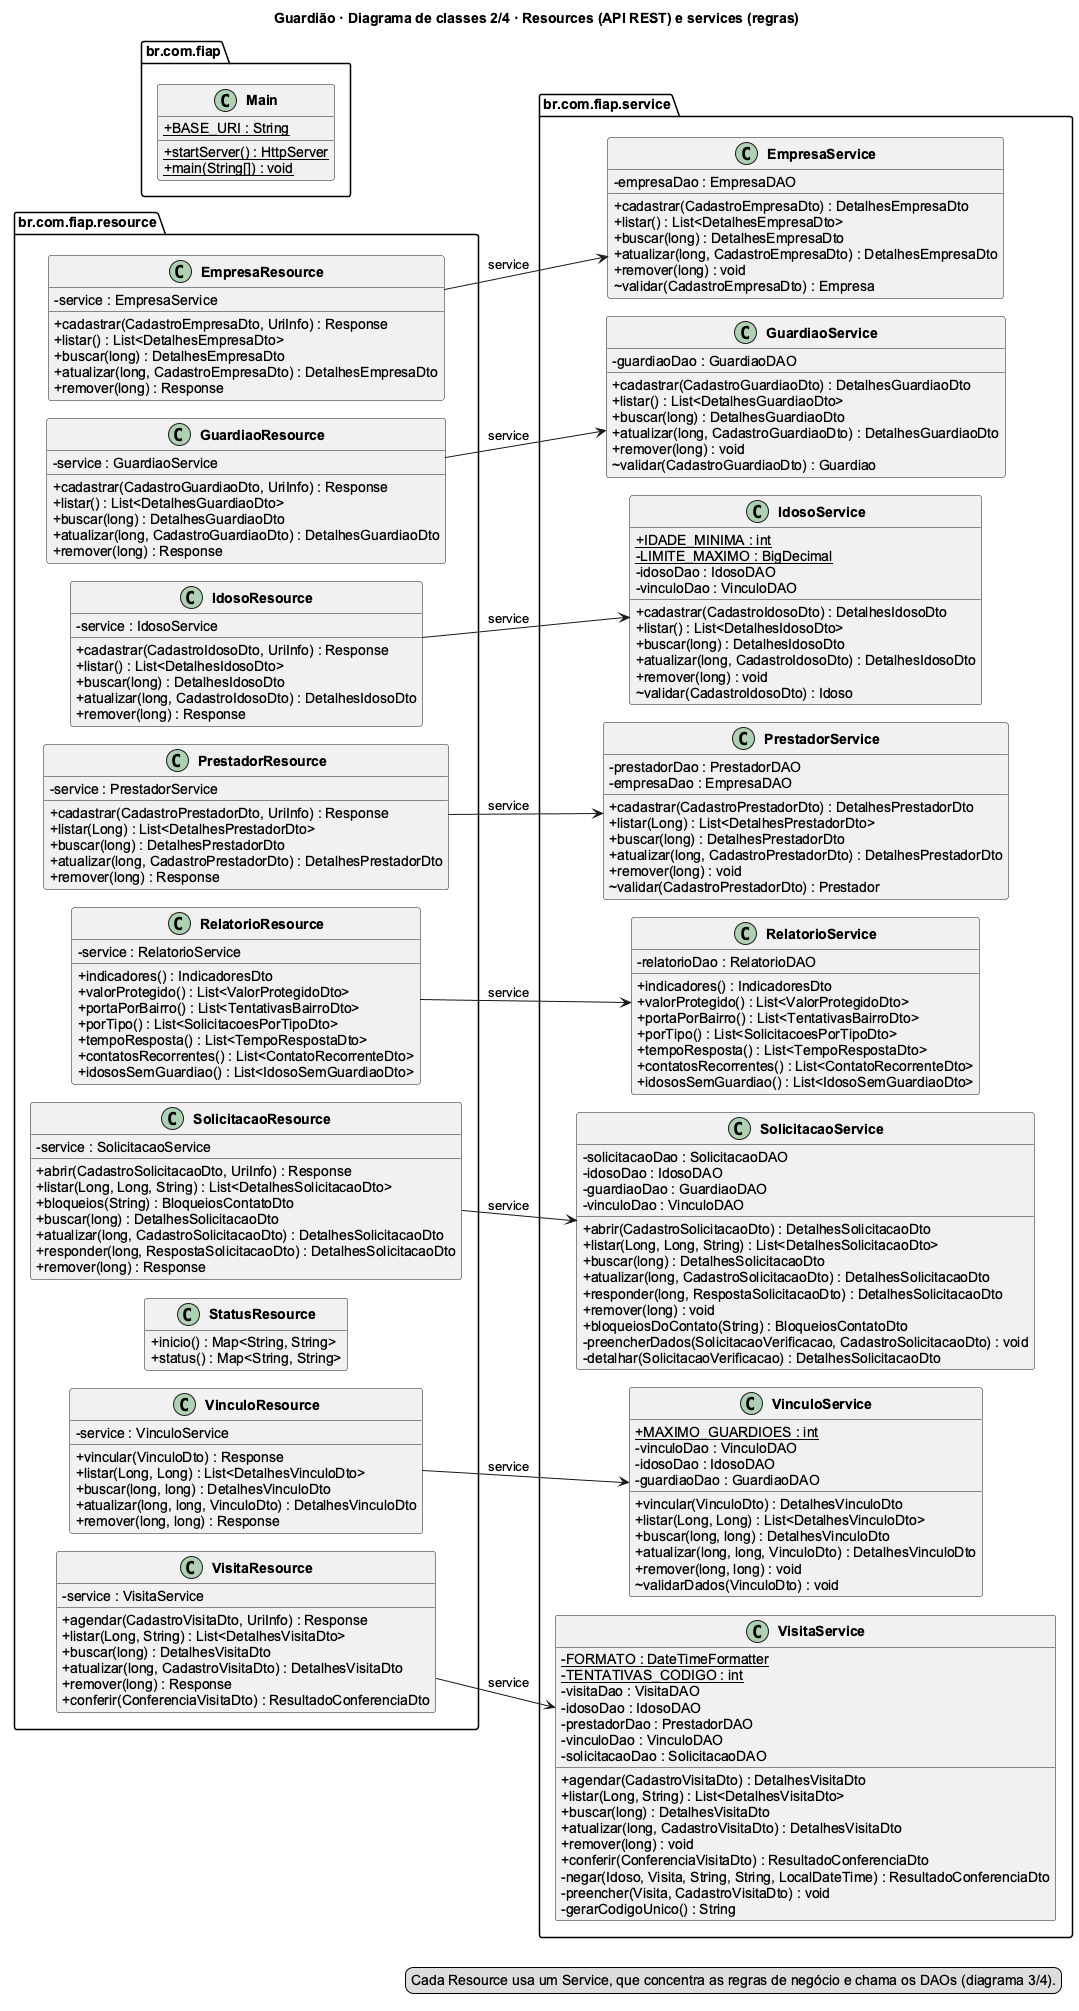 Guardião · Diagrama de classes 2/4 · Resources (API REST) e services (regras)
br.com.fiap
C Main
+BASE_URI : String
+startServer() : HttpServer
+main(String[]) : void
br.com.fiap.resource
C EmpresaResource
-service : EmpresaService
+cadastrar(CadastroEmpresaDto, UriInfo) : Response
+listar() : List<DetalhesEmpresaDto>
+buscar(long) : DetalhesEmpresaDto
+atualizar(long, CadastroEmpresaDto) : DetalhesEmpresaDto
+remover(long) : Response
C GuardiaoResource
-service : GuardiaoService
+cadastrar(CadastroGuardiaoDto, UriInfo) : Response
+listar() : List<DetalhesGuardiaoDto>
+buscar(long) : DetalhesGuardiaoDto
+atualizar(long, CadastroGuardiaoDto) : DetalhesGuardiaoDto
+remover(long) : Response
C IdosoResource
-service : IdosoService
+cadastrar(CadastroIdosoDto, UriInfo) : Response
+listar() : List<DetalhesIdosoDto>
+buscar(long) : DetalhesIdosoDto
+atualizar(long, CadastroIdosoDto) : DetalhesIdosoDto
+remover(long) : Response
C PrestadorResource
-service : PrestadorService
+cadastrar(CadastroPrestadorDto, UriInfo) : Response
+listar(Long) : List<DetalhesPrestadorDto>
+buscar(long) : DetalhesPrestadorDto
+atualizar(long, CadastroPrestadorDto) : DetalhesPrestadorDto
+remover(long) : Response
C RelatorioResource
-service : RelatorioService
+indicadores() : IndicadoresDto
+valorProtegido() : List<ValorProtegidoDto>
+portaPorBairro() : List<TentativasBairroDto>
+porTipo() : List<SolicitacoesPorTipoDto>
+tempoResposta() : List<TempoRespostaDto>
+contatosRecorrentes() : List<ContatoRecorrenteDto>
+idososSemGuardiao() : List<IdosoSemGuardiaoDto>
C SolicitacaoResource
-service : SolicitacaoService
+abrir(CadastroSolicitacaoDto, UriInfo) : Response
+listar(Long, Long, String) : List<DetalhesSolicitacaoDto>
+bloqueios(String) : BloqueiosContatoDto
+buscar(long) : DetalhesSolicitacaoDto
+atualizar(long, CadastroSolicitacaoDto) : DetalhesSolicitacaoDto
+responder(long, RespostaSolicitacaoDto) : DetalhesSolicitacaoDto
+remover(long) : Response
C StatusResource
+inicio() : Map<String, String>
+status() : Map<String, String>
C VinculoResource
-service : VinculoService
+vincular(VinculoDto) : Response
+listar(Long, Long) : List<DetalhesVinculoDto>
+buscar(long, long) : DetalhesVinculoDto
+atualizar(long, long, VinculoDto) : DetalhesVinculoDto
+remover(long, long) : Response
C VisitaResource
-service : VisitaService
+agendar(CadastroVisitaDto, UriInfo) : Response
+listar(Long, String) : List<DetalhesVisitaDto>
+buscar(long) : DetalhesVisitaDto
+atualizar(long, CadastroVisitaDto) : DetalhesVisitaDto
+remover(long) : Response
+conferir(ConferenciaVisitaDto) : ResultadoConferenciaDto
service
service
service
service
service
service
service
service
br.com.fiap.service
C EmpresaService
-empresaDao : EmpresaDAO
+cadastrar(CadastroEmpresaDto) : DetalhesEmpresaDto
+listar() : List<DetalhesEmpresaDto>
+buscar(long) : DetalhesEmpresaDto
+atualizar(long, CadastroEmpresaDto) : DetalhesEmpresaDto
+remover(long) : void
~validar(CadastroEmpresaDto) : Empresa
C GuardiaoService
-guardiaoDao : GuardiaoDAO
+cadastrar(CadastroGuardiaoDto) : DetalhesGuardiaoDto
+listar() : List<DetalhesGuardiaoDto>
+buscar(long) : DetalhesGuardiaoDto
+atualizar(long, CadastroGuardiaoDto) : DetalhesGuardiaoDto
+remover(long) : void
~validar(CadastroGuardiaoDto) : Guardiao
C IdosoService
+IDADE_MINIMA : int
-LIMITE_MAXIMO : BigDecimal
-idosoDao : IdosoDAO
-vinculoDao : VinculoDAO
+cadastrar(CadastroIdosoDto) : DetalhesIdosoDto
+listar() : List<DetalhesIdosoDto>
+buscar(long) : DetalhesIdosoDto
+atualizar(long, CadastroIdosoDto) : DetalhesIdosoDto
+remover(long) : void
~validar(CadastroIdosoDto) : Idoso
C PrestadorService
-prestadorDao : PrestadorDAO
-empresaDao : EmpresaDAO
+cadastrar(CadastroPrestadorDto) : DetalhesPrestadorDto
+listar(Long) : List<DetalhesPrestadorDto>
+buscar(long) : DetalhesPrestadorDto
+atualizar(long, CadastroPrestadorDto) : DetalhesPrestadorDto
+remover(long) : void
~validar(CadastroPrestadorDto) : Prestador
C RelatorioService
-relatorioDao : RelatorioDAO
+indicadores() : IndicadoresDto
+valorProtegido() : List<ValorProtegidoDto>
+portaPorBairro() : List<TentativasBairroDto>
+porTipo() : List<SolicitacoesPorTipoDto>
+tempoResposta() : List<TempoRespostaDto>
+contatosRecorrentes() : List<ContatoRecorrenteDto>
+idososSemGuardiao() : List<IdosoSemGuardiaoDto>
C SolicitacaoService
-solicitacaoDao : SolicitacaoDAO
-idosoDao : IdosoDAO
-guardiaoDao : GuardiaoDAO
-vinculoDao : VinculoDAO
+abrir(CadastroSolicitacaoDto) : DetalhesSolicitacaoDto
+listar(Long, Long, String) : List<DetalhesSolicitacaoDto>
+buscar(long) : DetalhesSolicitacaoDto
+atualizar(long, CadastroSolicitacaoDto) : DetalhesSolicitacaoDto
+responder(long, RespostaSolicitacaoDto) : DetalhesSolicitacaoDto
+remover(long) : void
+bloqueiosDoContato(String) : BloqueiosContatoDto
-preencherDados(SolicitacaoVerificacao, CadastroSolicitacaoDto) : void
-detalhar(SolicitacaoVerificacao) : DetalhesSolicitacaoDto
C VinculoService
+MAXIMO_GUARDIOES : int
-vinculoDao : VinculoDAO
-idosoDao : IdosoDAO
-guardiaoDao : GuardiaoDAO
+vincular(VinculoDto) : DetalhesVinculoDto
+listar(Long, Long) : List<DetalhesVinculoDto>
+buscar(long, long) : DetalhesVinculoDto
+atualizar(long, long, VinculoDto) : DetalhesVinculoDto
+remover(long, long) : void
~validarDados(VinculoDto) : void
C VisitaService
-FORMATO : DateTimeFormatter
-TENTATIVAS_CODIGO : int
-visitaDao : VisitaDAO
-idosoDao : IdosoDAO
-prestadorDao : PrestadorDAO
-vinculoDao : VinculoDAO
-solicitacaoDao : SolicitacaoDAO
+agendar(CadastroVisitaDto) : DetalhesVisitaDto
+listar(Long, String) : List<DetalhesVisitaDto>
+buscar(long) : DetalhesVisitaDto
+atualizar(long, CadastroVisitaDto) : DetalhesVisitaDto
+remover(long) : void
+conferir(ConferenciaVisitaDto) : ResultadoConferenciaDto
-negar(Idoso, Visita, String, String, LocalDateTime) : ResultadoConferenciaDto
-preencher(Visita, CadastroVisitaDto) : void
-gerarCodigoUnico() : String
Cada Resource usa um Service, que concentra as regras de negócio e chama os DAOs (diagrama 3/4).